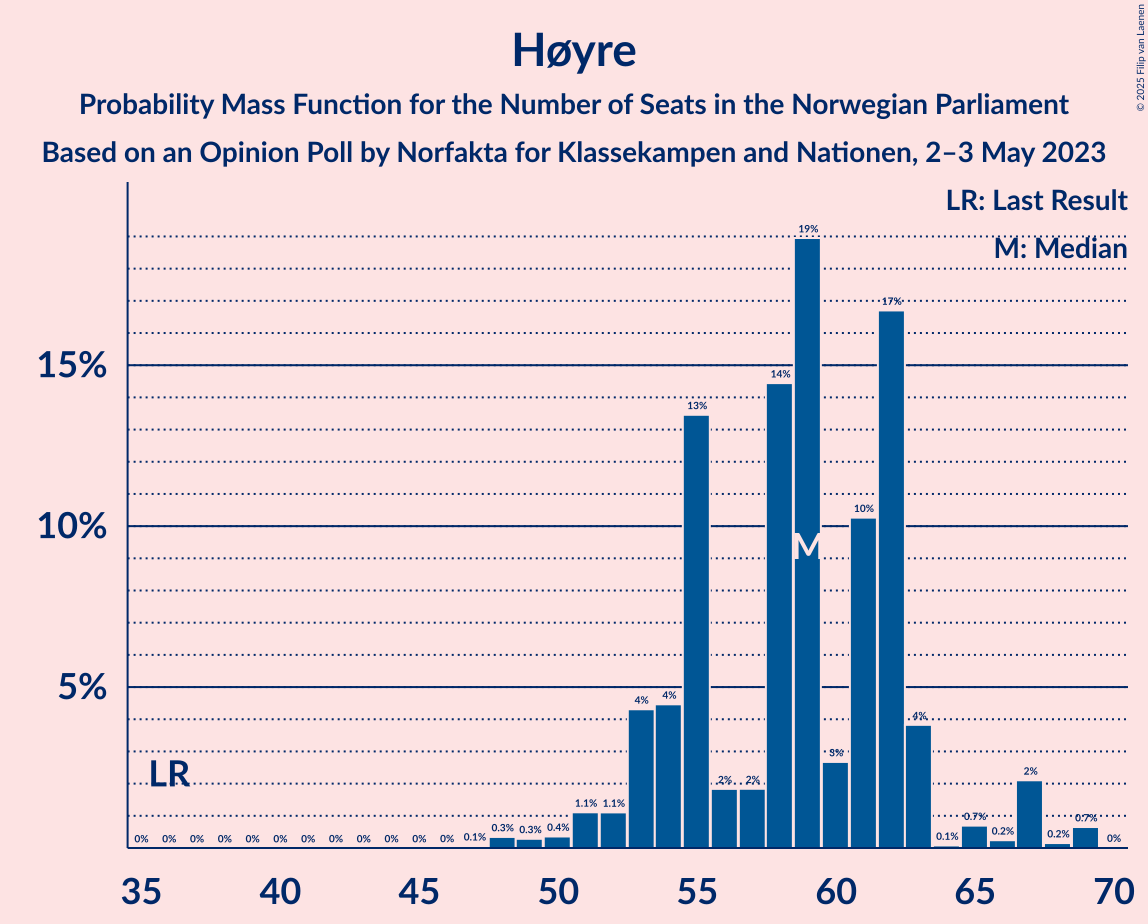 Høyre
Probability Mass Function for the Number of Seats in the Norwegian Parliament
Based on an Opinion Poll by Norfakta for Klassekampen and Nationen, 2–3 May 2023
© 2025 Filip van Laenen
LR: Last Result
M: Median
15%
10%
5%
LR
M
0% 0% 0% 0% 0% 0% 0% 0% 0% 0% 0% 0% 0.1% 0.3% 0.3% 0.4% 1.1% 1.1% 4% 4% 13% 2% 2% 14% 19% 3% 10% 17% 4% 0.1% 0.7% 0.2% 2% 0.2% 0.7% 0%
35 40 45 50 55 60 65 70